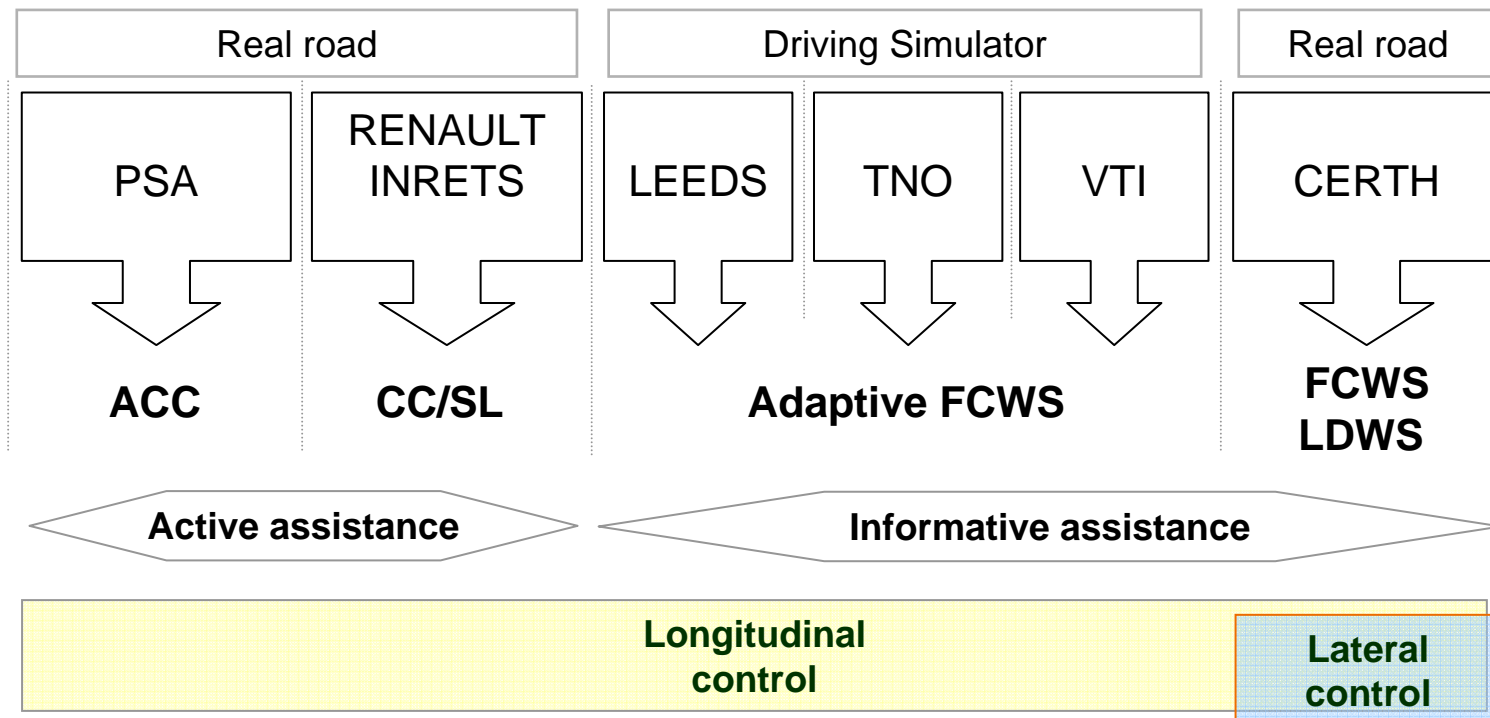 Real road
Driving Simulator
Real road
PSA
RENAULT
INRETS
LEEDS
TNO
VTI
CERTH
ACC
CC/SL
Adaptive FCWS
FCWS
LDWS
Active assistance
Informative assistance
Longitudinal
control
Lateral
control